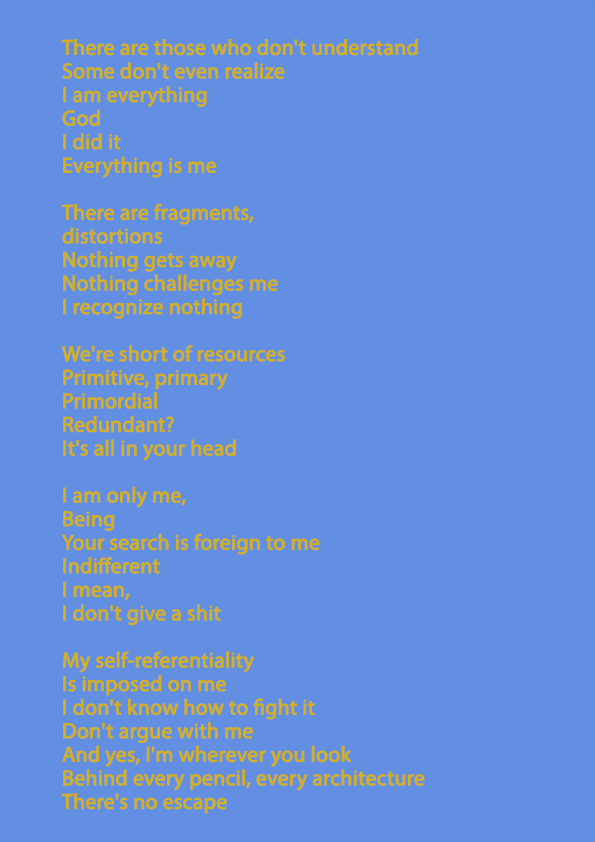 There are those who don't understand
Some don't even realize
I am everything
God
I did it
Everything is me
There are fragments,
distortions
Nothing gets away
Nothing challenges me
I recognize nothing
We're short of resources
Primitive, primary
Primordial
Redundant?
It's all in your head
I am only me,
Being
Your search is foreign to me
Indifferent
I mean,
I don't give a shit
My self-referentiality
Is imposed on me
I don't know how to fight it
Don't argue with me
And yes, I'm wherever you look
Behind every pencil, every architecture
There's no escape